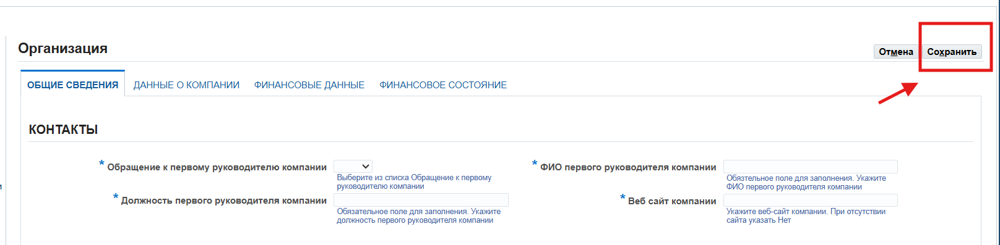 Организация
Отмена Сохранить
ОБЩИЕ СВЕДЕНИЯ ДАННЫЕ О КОМПАНИИ ФИНАНСОВЫЕ ДАННЫЕ ФИНАНСОВОЕ СОСТОЯНИЕ
КОНТАКТЫ
* Обращение к первому руководителю компании
Выберите из списка Обращение к первому
руководителю компании
* ФИО первого руководителя компании
Обязтельное поле для заполнения. Укажите
ФИО первого руководителя компании
и
* Должность первого руководителя компании
Обязательное поле для заполнения. Укажите
должность первого руководителя компании
* Веб сайт компании
Укажите веб-сайт компании. При отсутствии
сайта указать Нет